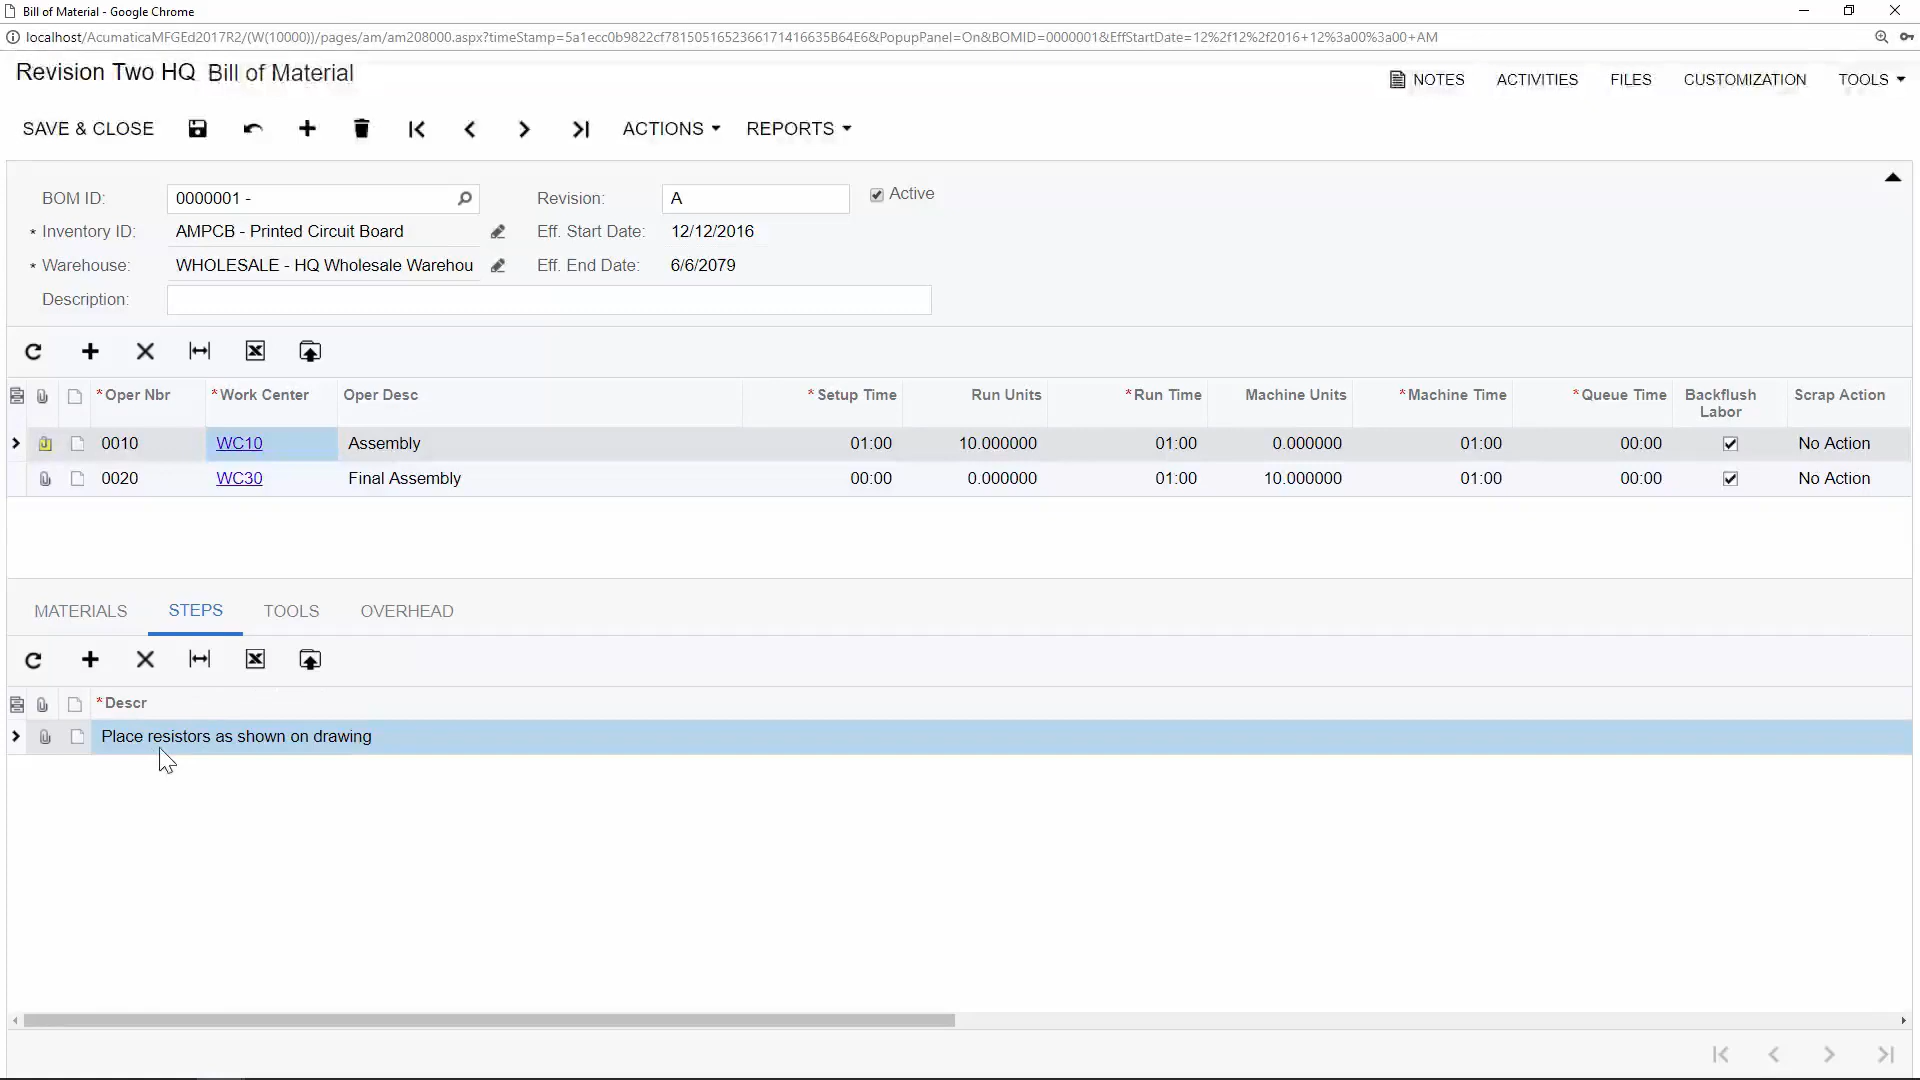 Bill of Material - Google Chrome
localhost/AcumaticaMFGEd2017R2/(W(10000))/pages/am/am208000.aspx?timeStamp=5a1ecc0b9822cf7815051652366171416635B64E6&PopupPanel=On&BOMID=0000001&EffStartDate=12%2f12%2f2016+12%3a00%3a00+AM
Revision Two HQ Bill of Material
NOTES ACTIVITIES FILES CUSTOMIZATION TOOLS
SAVE & CLOSE ACTIONS REPORTS
BOM ID: 0000001 - Revision: A Active
* Inventory ID: AMPCB - Printed Circuit Board Eff. Start Date: 12/12/2016
* Warehouse: WHOLESALE - HQ Wholesale Warehou Eff. End Date: 6/6/2079
Description:
* Oper Nbr * Work Center Oper Desc * Setup Time Run Units * Run Time Machine Units * Machine Time * Queue Time Backflush Labor Scrap Action
0010 WC10 Assembly 01:00 10.000000 01:00 0.000000 01:00 00:00 No Action
0020 WC30 Final Assembly 00:00 0.000000 01:00 10.000000 01:00 00:00 No Action
MATERIALS STEPS TOOLS OVERHEAD
* Descr
Place resistors as shown on drawing